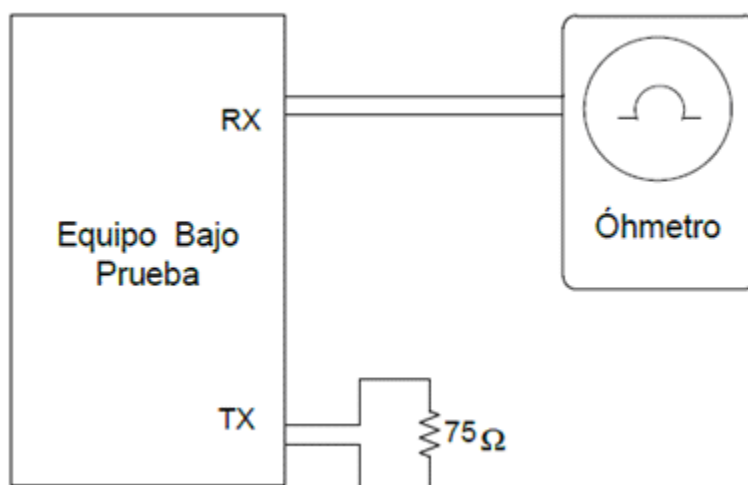 RX
Equipo Bajo
Prueba
Óhmetro
TX
75Ω